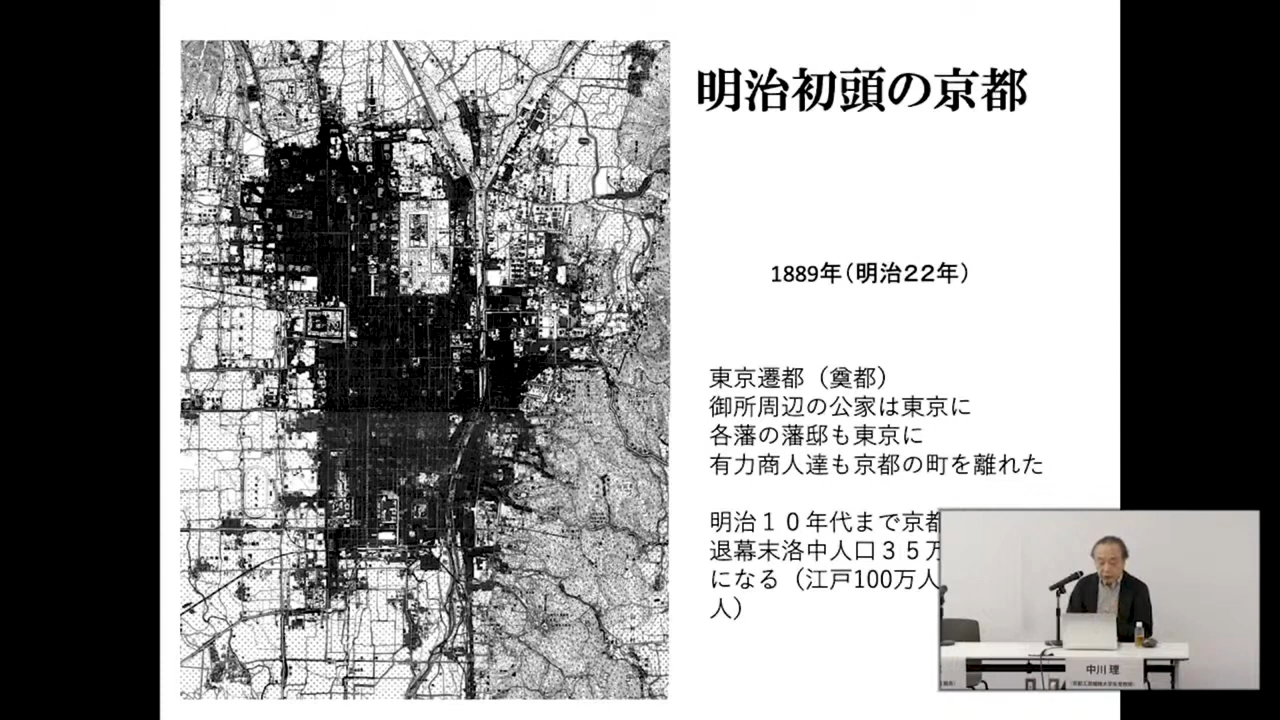 明治初頭の京都
1889年(明治22年)
東京遷都（奠都）
御所周辺の公家は東京に
各藩の藩邸も東京に
有力商人達も京都の町を離れた
明治１０年代まで京都
退幕末洛中人口３５万
になる（江戸100万人
人）
中川 理